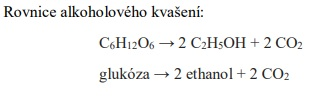 Rovnice alkoholového kvašení:
C₆H₁₂O₆ → 2 C₂H₅OH + 2 CO₂
glukóza → 2 ethanol + 2 CO₂